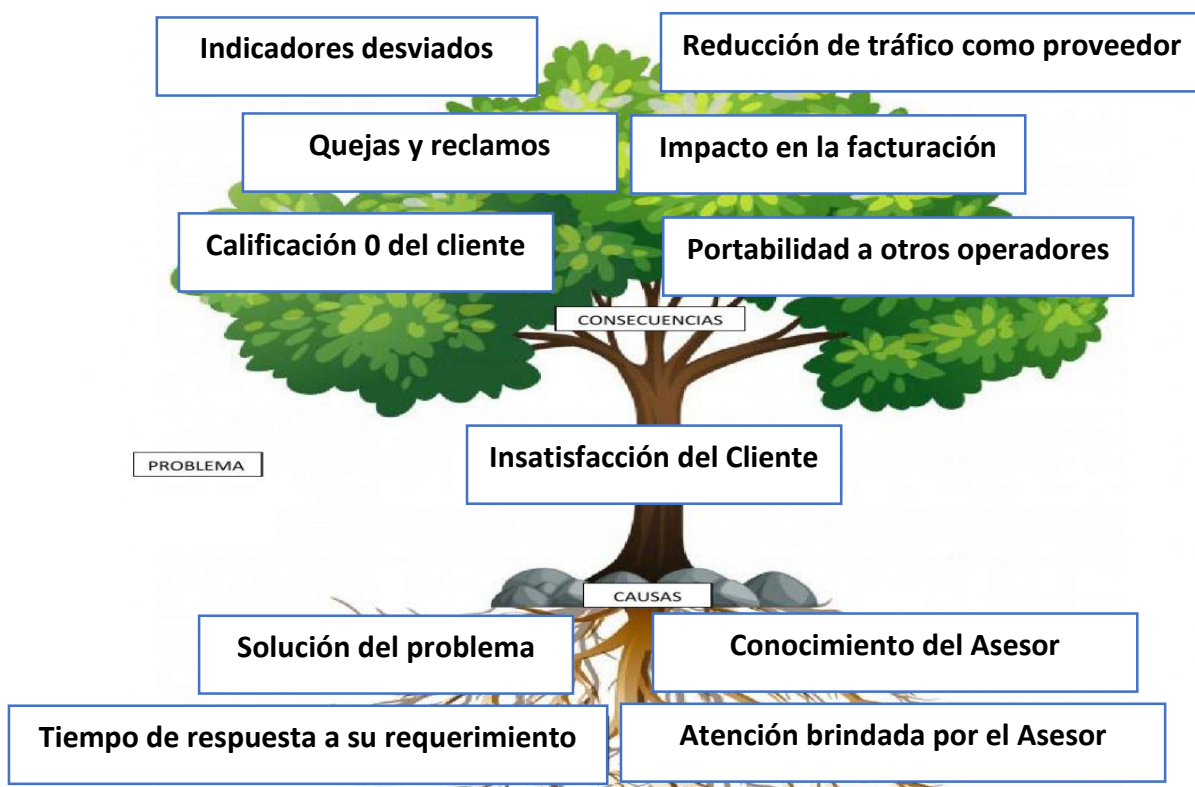 Indicadores desviados
Reducción de tráfico como proveedor
Quejas y reclamos
Impacto en la facturación
Calificación 0 del cliente
Portabilidad a otros operadores
CONSECUENCIAS
PROBLEMA
Insatisfacción del Cliente
CAUSAS
Solución del problema
Conocimiento del Asesor
Tiempo de respuesta a su requerimiento
Atención brindada por el Asesor